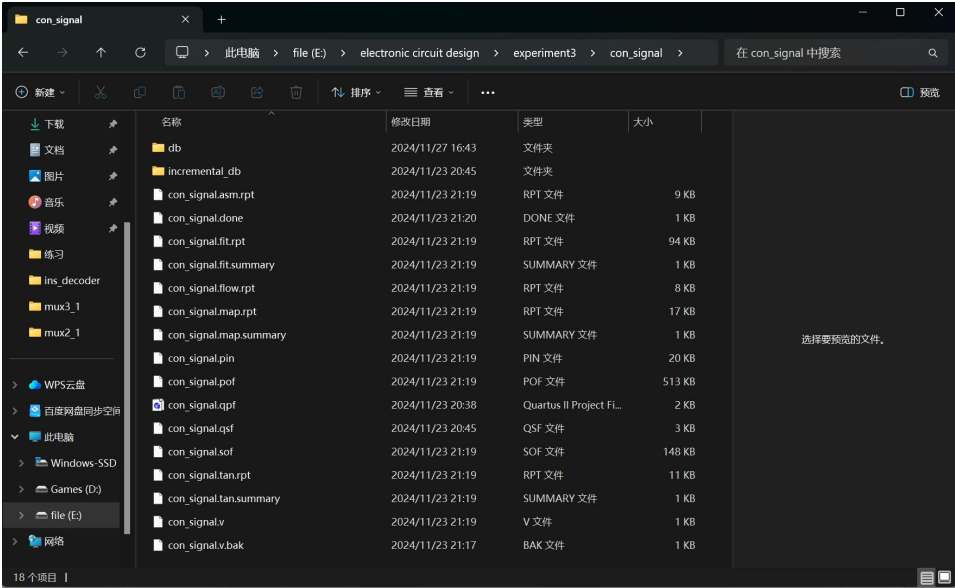 con_signal
此电脑 > file (E:) > electronic circuit design > experiment3 > con_signal >
在 con_signal 中搜索
新建
排序
查看
预览
下载
文档
图片
音乐
视频
练习
ins_decoder
mux3_1
mux2_1
WPS云盘
百度网盘同步空间
此电脑
Windows-SSD
Games (D:)
file (E:)
网络
名称 修改日期 类型 大小
db 2024/11/27 16:43 文件夹
incremental_db 2024/11/23 20:45 文件夹
con_signal.asm.rpt 2024/11/23 21:19 RPT 文件 9 KB
con_signal.done 2024/11/23 21:20 DONE 文件 1 KB
con_signal.fit.rpt 2024/11/23 21:19 RPT 文件 94 KB
con_signal.fit.summary 2024/11/23 21:19 SUMMARY 文件 1 KB
con_signal.flow.rpt 2024/11/23 21:19 RPT 文件 8 KB
con_signal.map.rpt 2024/11/23 21:19 RPT 文件 17 KB
con_signal.map.summary 2024/11/23 21:19 SUMMARY 文件 1 KB
con_signal.pin 2024/11/23 21:19 PIN 文件 20 KB
con_signal.pof 2024/11/23 21:19 POF 文件 513 KB
con_signal.qpf 2024/11/23 20:38 Quartus II Project Fi... 2 KB
con_signal.qsf 2024/11/23 20:45 QSF 文件 3 KB
con_signal.sof 2024/11/23 21:19 SOF 文件 148 KB
con_signal.tan.rpt 2024/11/23 21:19 RPT 文件 11 KB
con_signal.tan.summary 2024/11/23 21:19 SUMMARY 文件 1 KB
con_signal.v 2024/11/23 21:19 V 文件 1 KB
con_signal.v.bak 2024/11/23 21:17 BAK 文件 1 KB
选择要预览的文件。
18 个项目